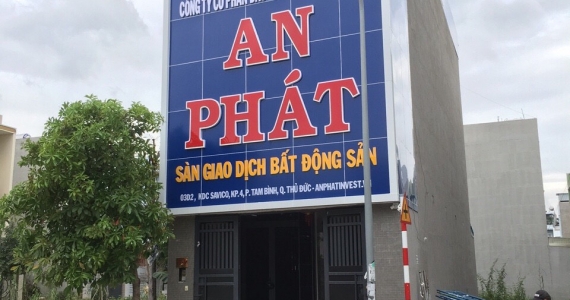 CÔNG TY CỔ PHẦN
AN
PHÁT
SÀN GIAO DỊCH BẤT ĐỘNG SẢN
03D2, KDC SAVICO, KP.4, P. TAM BÌNH, Q. THỦ ĐỨC - ANPHATINVEST.